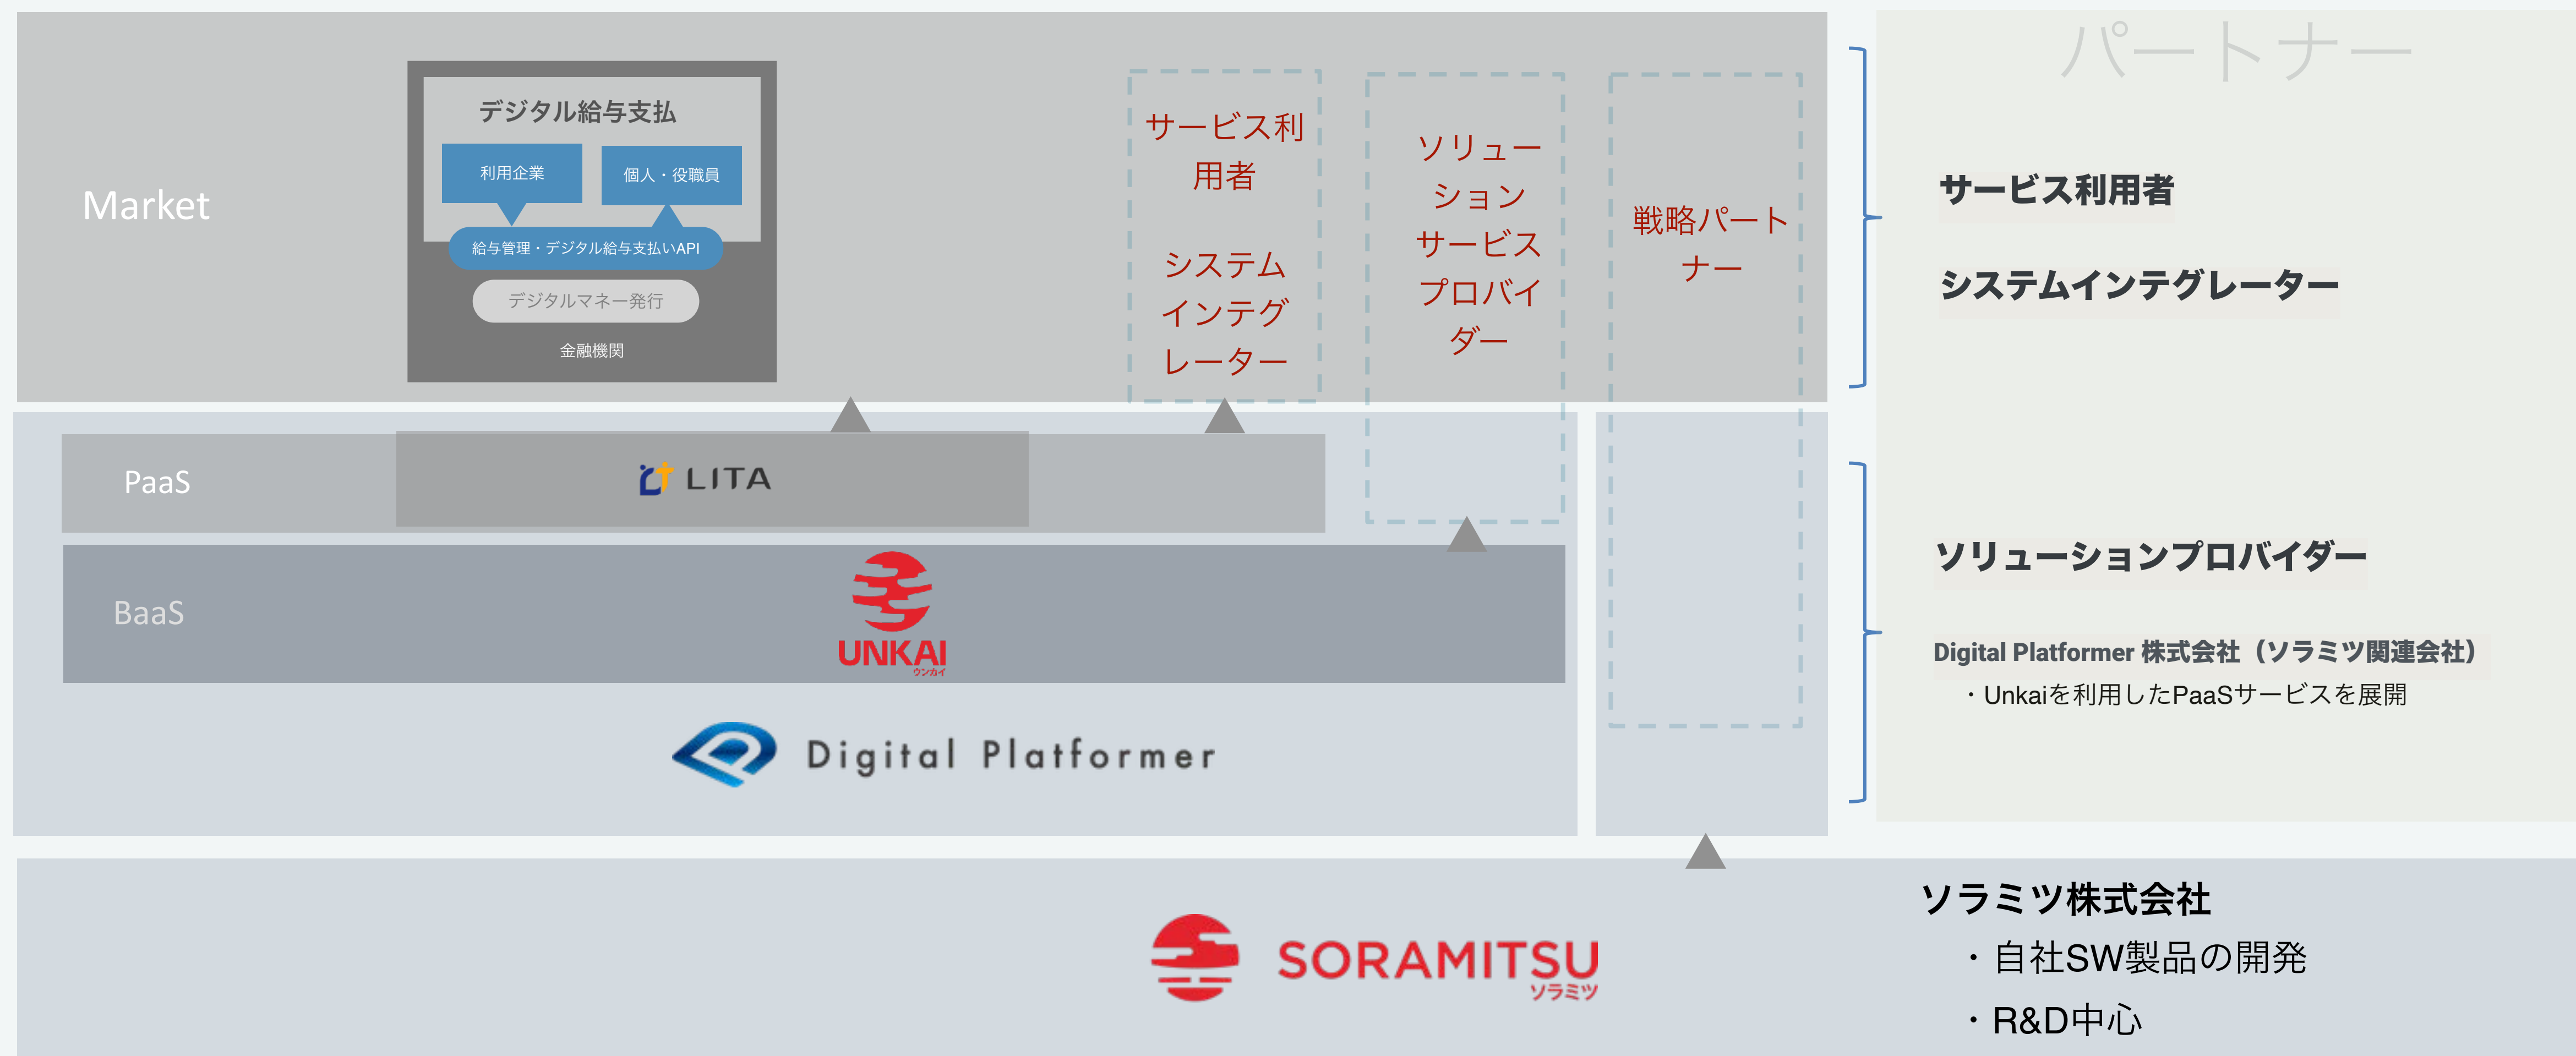 パートナー
Market
デジタル給与支払
利用企業
個人・役職員
給与管理・デジタル給与支払いAPI
デジタルマネー発行
金融機関
サービス利
用者
システム
インテグ
レーター
ソリュー
ション
サービス
プロバイ
ダー
戦略パート
ナー
サービス利用者
システムインテグレーター
PaaS
LITA
BaaS
UNKAI
ウンカイ
Digital Platformer
ソリューションプロバイダー
Digital Platformer 株式会社（ソラミツ関連会社）
・Unkaiを利用したPaaSサービスを展開
SORAMITSU
ソラミツ
ソラミツ株式会社
・自社SW製品の開発
・R&D中心